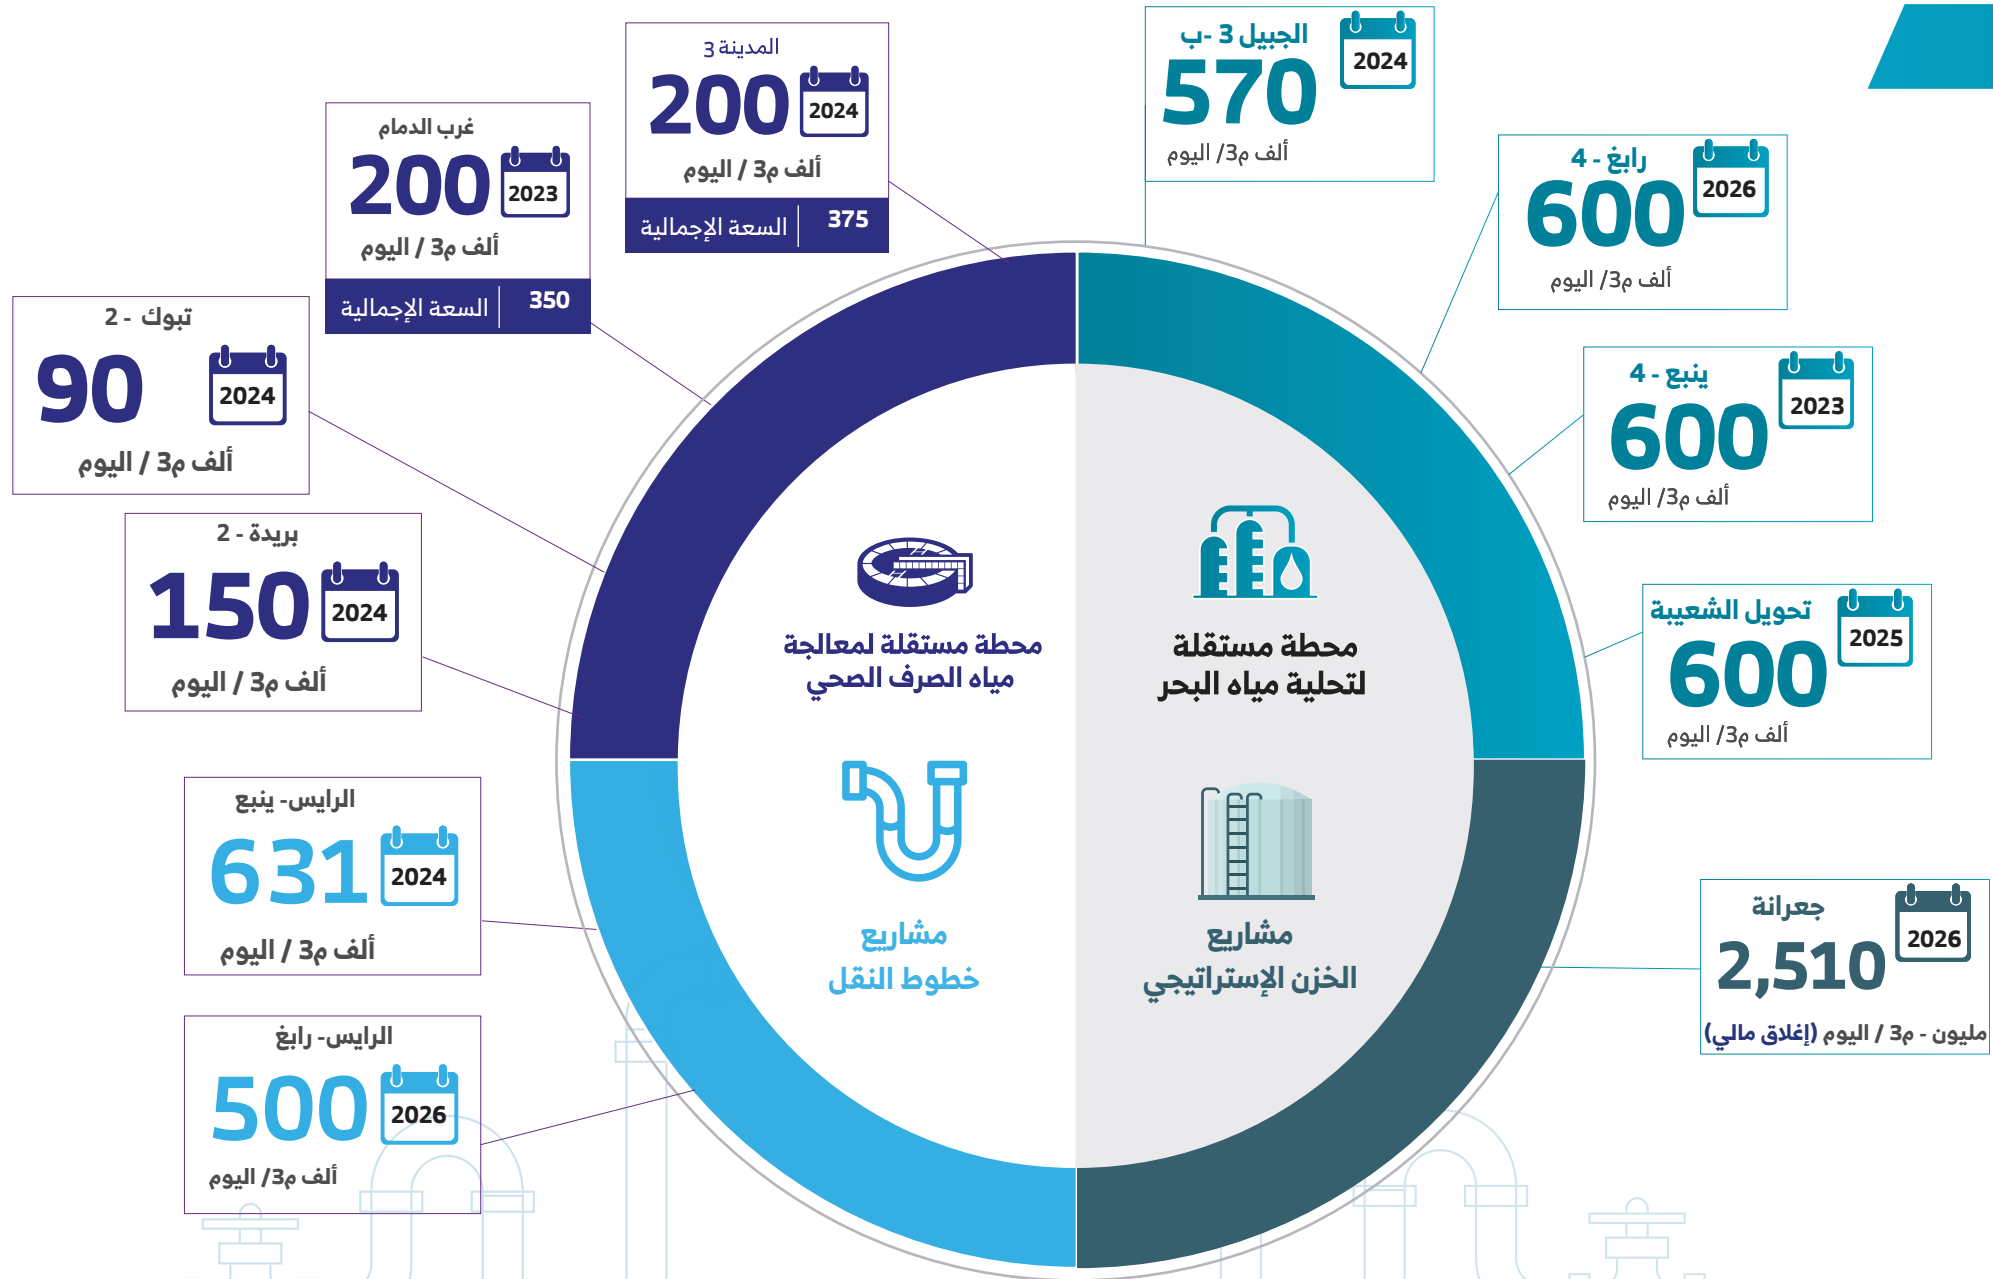 الجبيل 3 -ب
2024
570
ألف م3/ اليوم
رابغ - 4
2026
600
ألف م3/ اليوم
ينبع - 4
2023
600
ألف م3/ اليوم
تحويل الشعيبة
2025
600
ألف م3/ اليوم
جعرانة
2026
2,510
مليون - م3 / اليوم (إغلاق مالي)
المدينة 3
2024
200
ألف م3 / اليوم
375 السعة الإجمالية
غرب الدمام
2023
200
ألف م3 / اليوم
350 السعة الإجمالية
تبوك - 2
2024
90
ألف م3 / اليوم
بريدة - 2
2024
150
ألف م3 / اليوم
الرايس- ينبع
2024
631
ألف م3 / اليوم
الرايس- رابغ
2026
500
ألف م3/ اليوم
محطة مستقلة
لتحلية مياه البحر
محطة مستقلة لمعالجة
مياه الصرف الصحي
مشاريع
الخزن الإستراتيجي
مشاريع
خطوط النقل